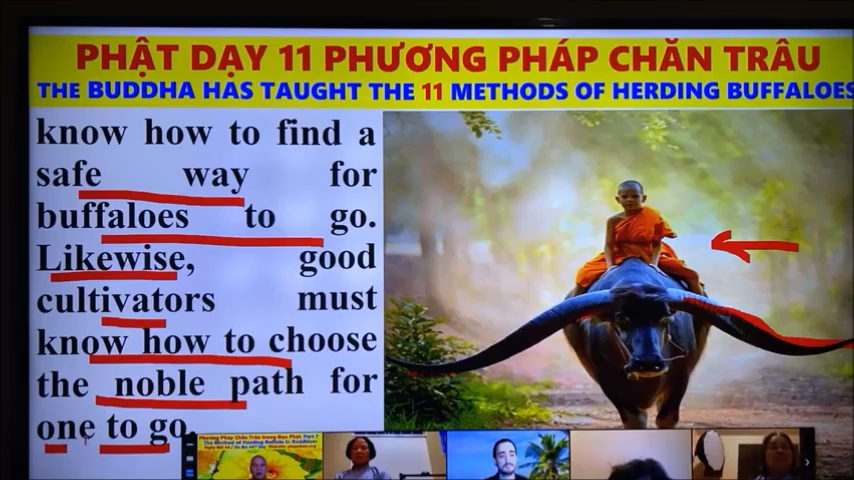 PHẬT DẠY 11 PHƯƠNG PHÁP CHĂN TRÂU
THE BUDDHA HAS TAUGHT THE 11 METHODS OF HERDING BUFFALOES
know how to find a
safe way for
buffaloes to go.
Likewise, good
cultivators must
know how to choose
the noble path for
one to go.